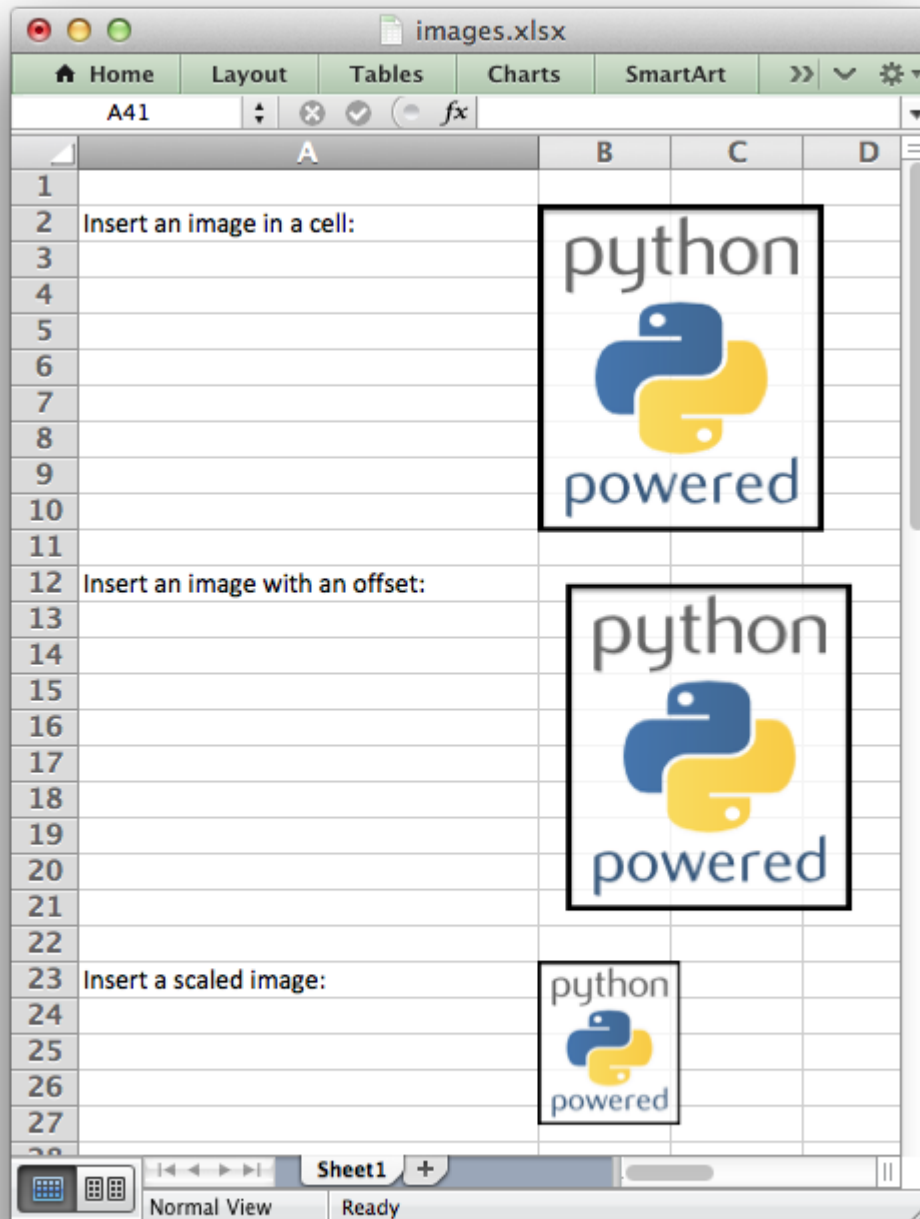 images.xlsx
Home Layout Tables Charts SmartArt
A41 fx
A B C D
1
2 Insert an image in a cell:
python
3
4
5
6
7
8
9
powered
10
11
12 Insert an image with an offset:
13
python
14
15
16
17
18
19
20
powered
21
22
23 Insert a scaled image:
python
24
25
26
powered
27
28
Sheet1 +
Normal View Ready